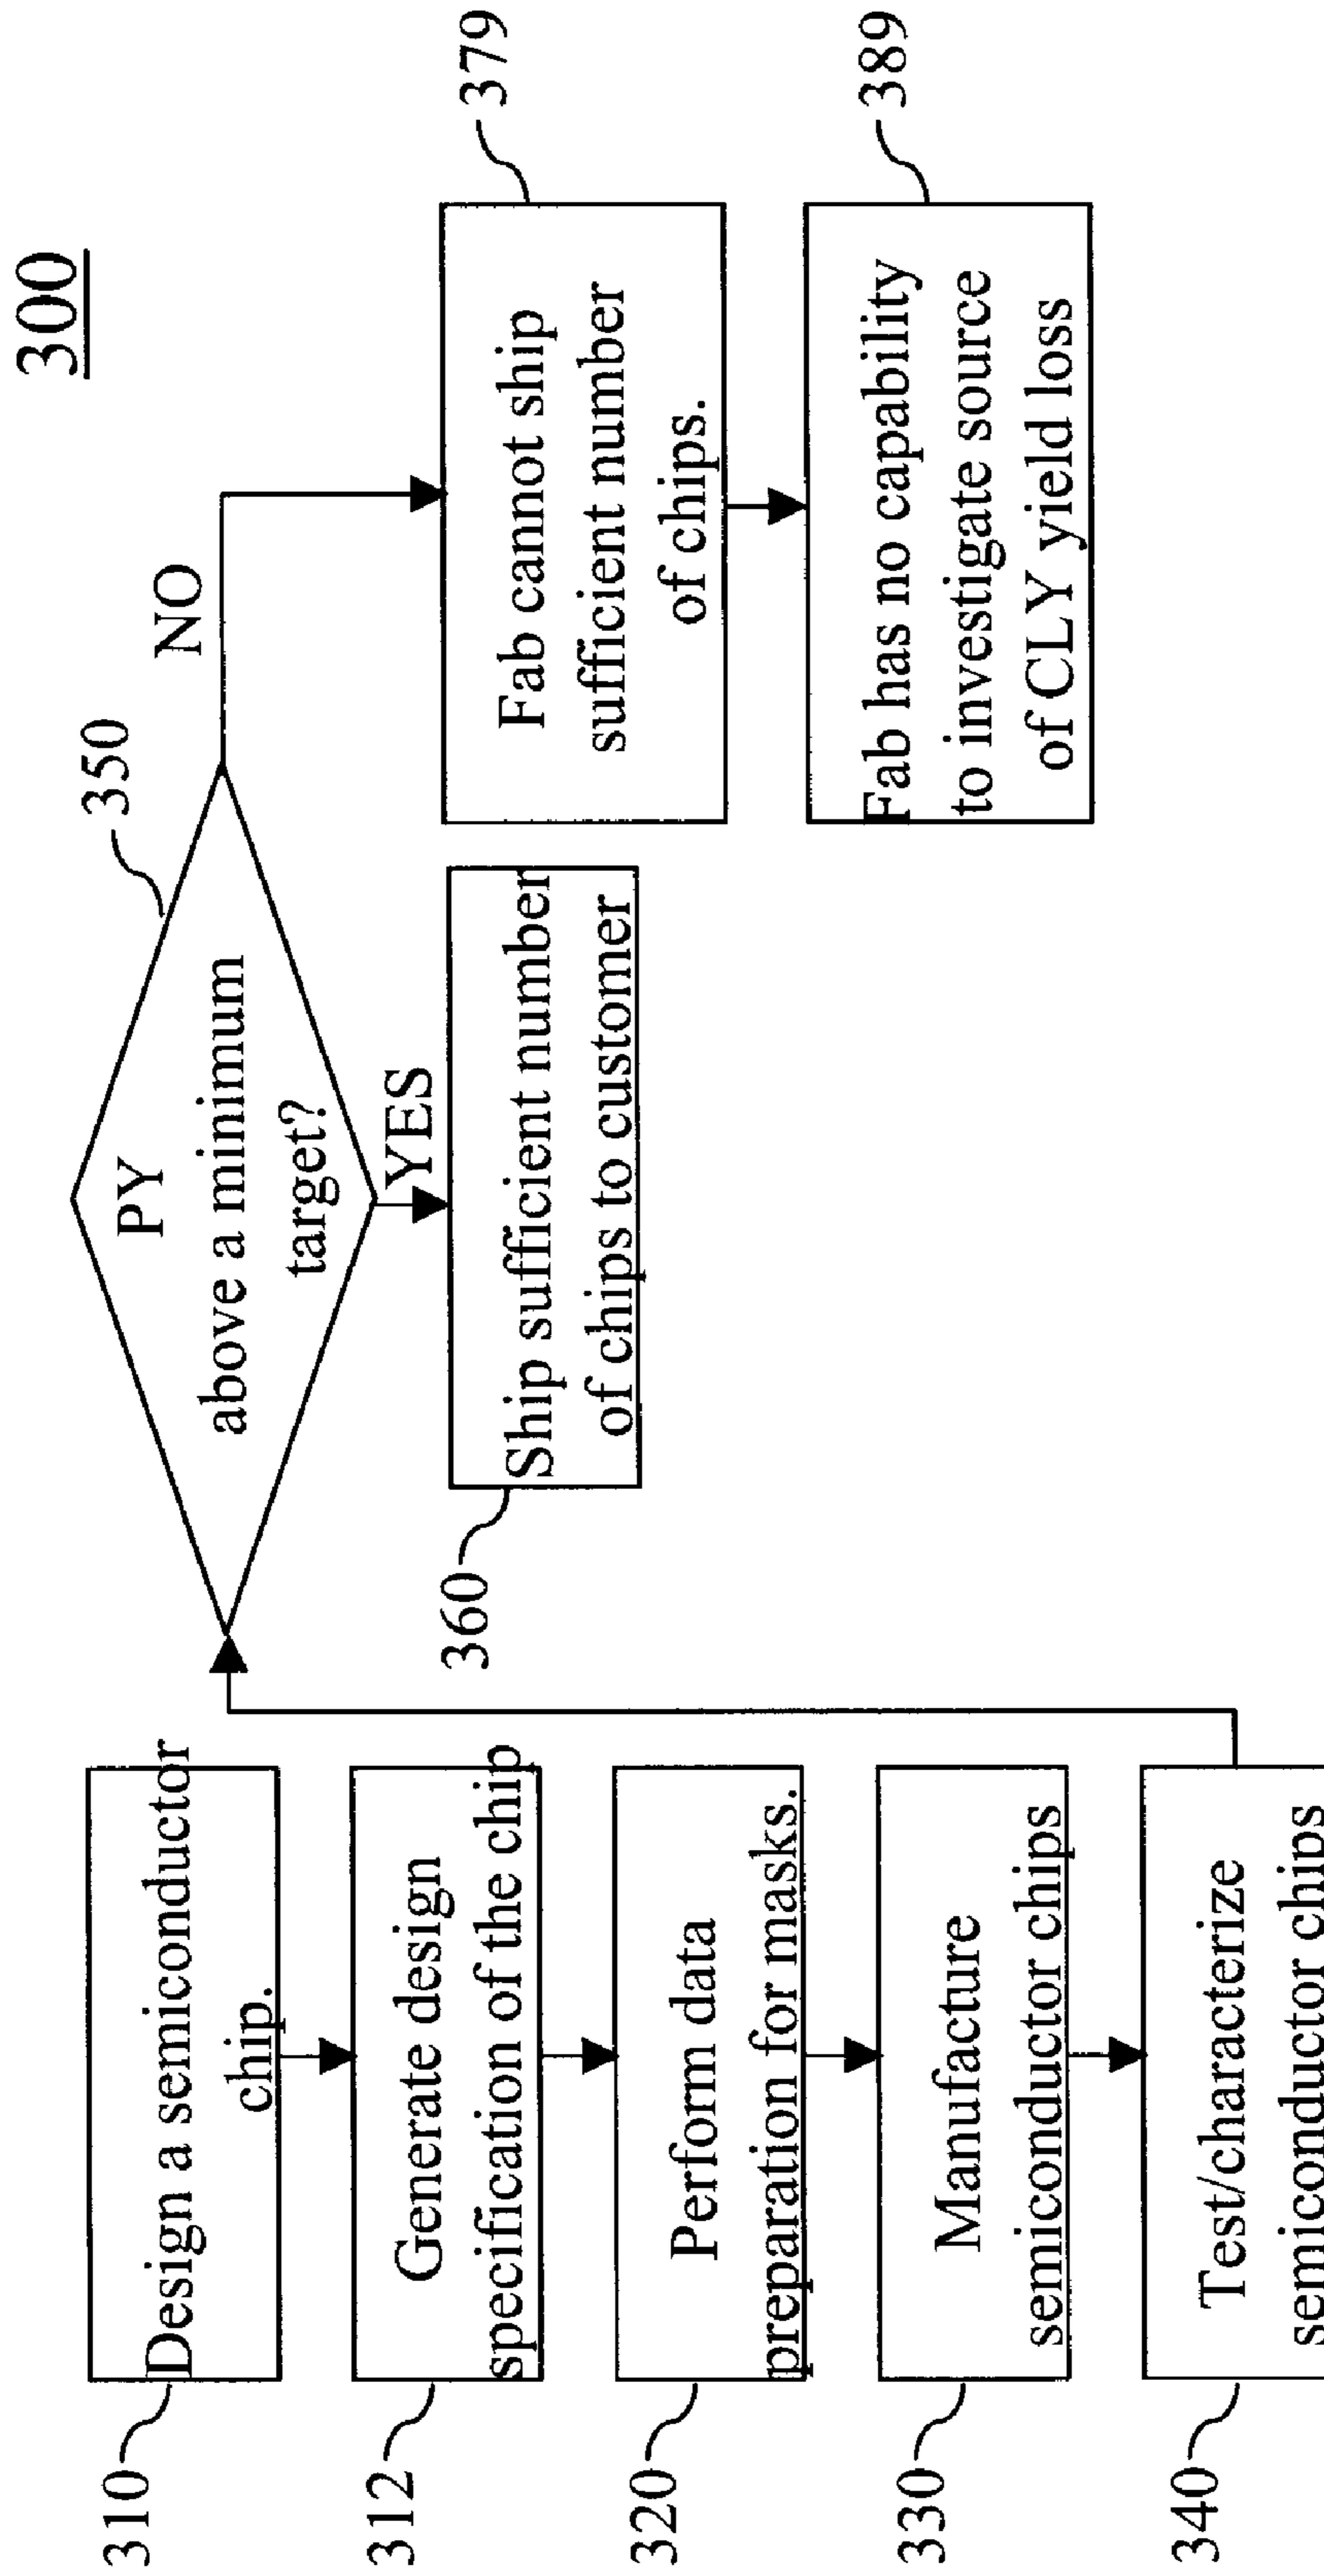 300
310
Design a semiconductor
chip.
312
Generate design
specification of the chip
320
Perform data
preparation for masks.
330
Manufacture
semiconductor chips
340
Test/characterize
semiconductor chips
350
PY
above a minimum
target?
YES
NO
360
Ship sufficient number
of chips to customer
379
Fab cannot ship
sufficient number
of chips.
389
Fab has no capability
to investigate source
of CLY yield loss